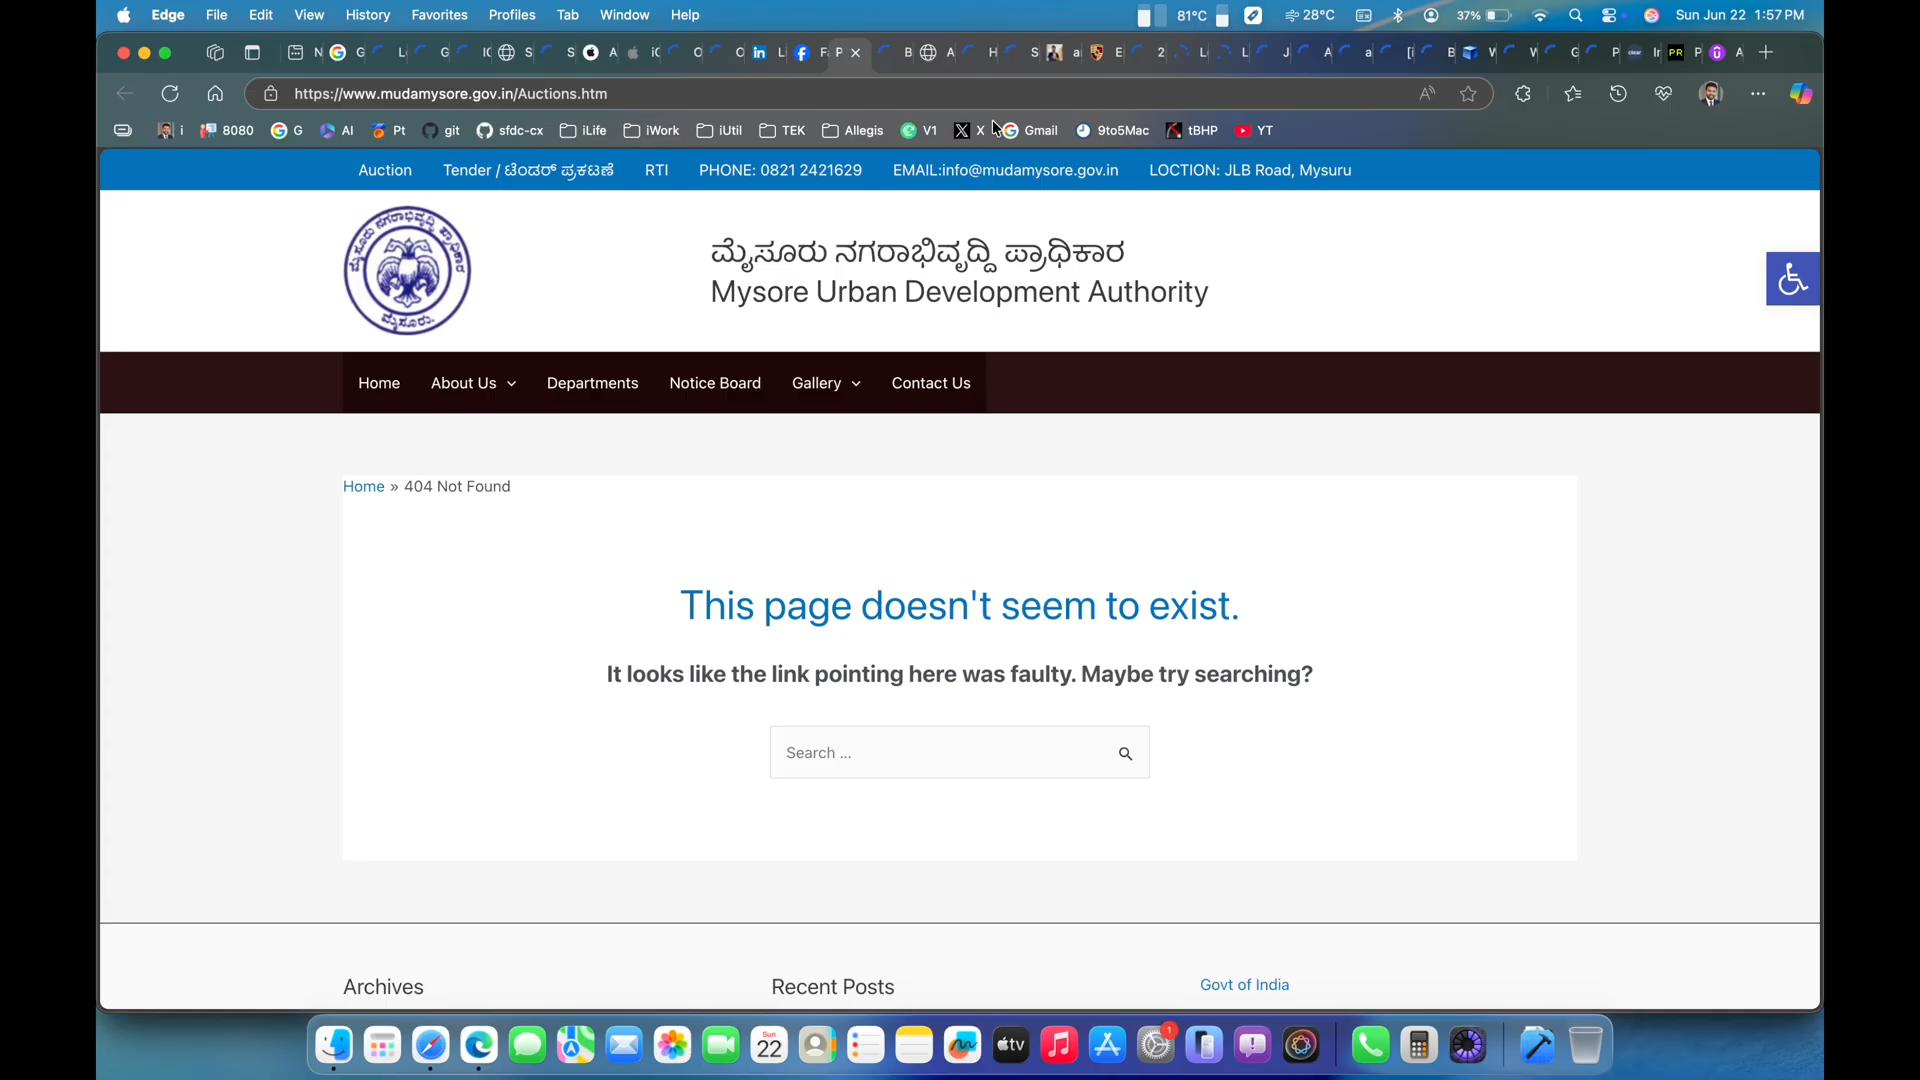 Edge File Edit View History Favorites Profiles Tab Window Help 81°C 28°C 37% Sun Jun 22 1:57 PM
https://www.mudamysore.gov.in/Auctions.htm
i 8080 G AI Pt git sfdc-cx iLife iWork iUtil TEK Allegis V1 X Gmail 9to5Mac tBHP YT
Auction Tender / ಟೆಂಡರ್ ಪ್ರಕಟಣೆ RTI PHONE: 0821 2421629 EMAIL:info@mudamysore.gov.in LOCTION: JLB Road, Mysuru
ಮೈಸೂರು ನಗರಾಭಿವೃದ್ದಿ ಪ್ರಾಧಿಕಾರ
Mysore Urban Development Authority
ಮೈಸೂರು ನಗರಾಭಿವೃದ್ಧಿ ಪ್ರಾಧಿಕಾರ
ಮೈಸೂರು.
Home About Us Departments Notice Board Gallery Contact Us
Home » 404 Not Found
This page doesn't seem to exist.
It looks like the link pointing here was faulty. Maybe try searching?
Search ...
Archives Recent Posts Govt of India
Sun
22
tv
1